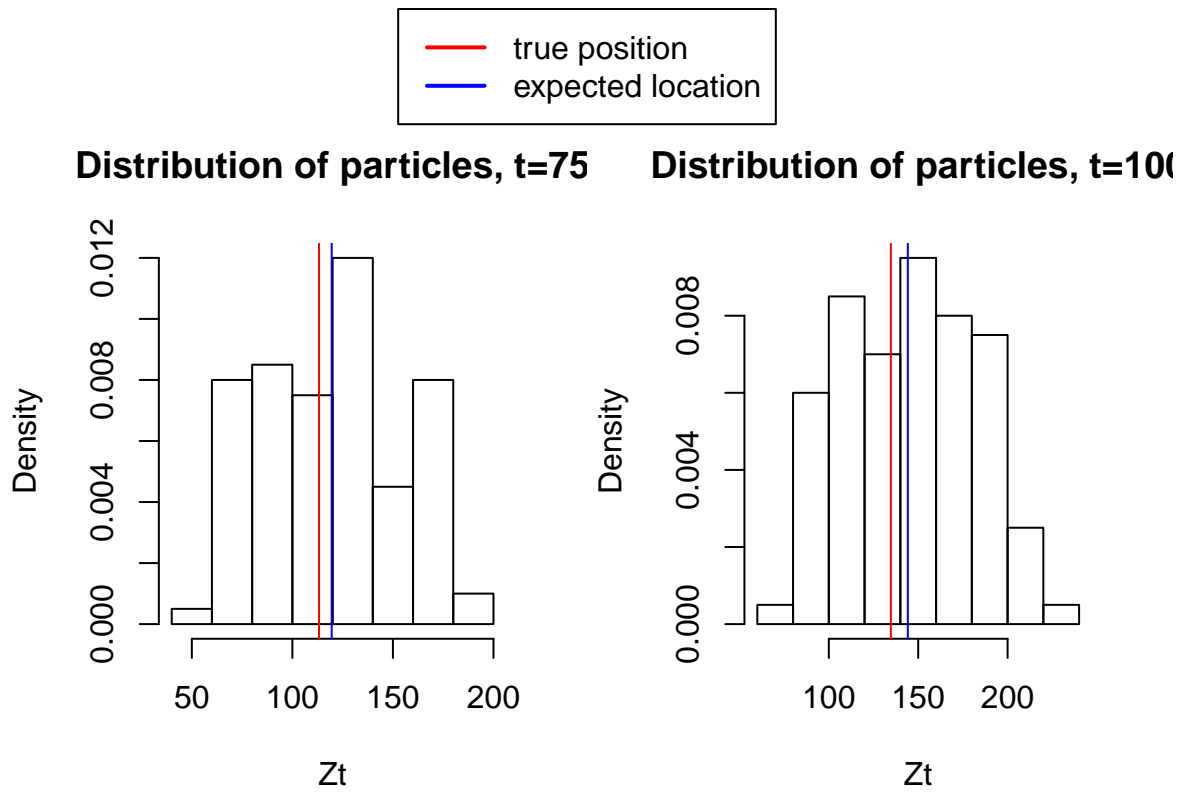 true position
expected location
Distribution of particles, t=75
Density
0.000
0.004
0.008
0.012
50 100 150 200
Zt
Distribution of particles, t=100
Density
0.000
0.004
0.008
100 150 200
Zt